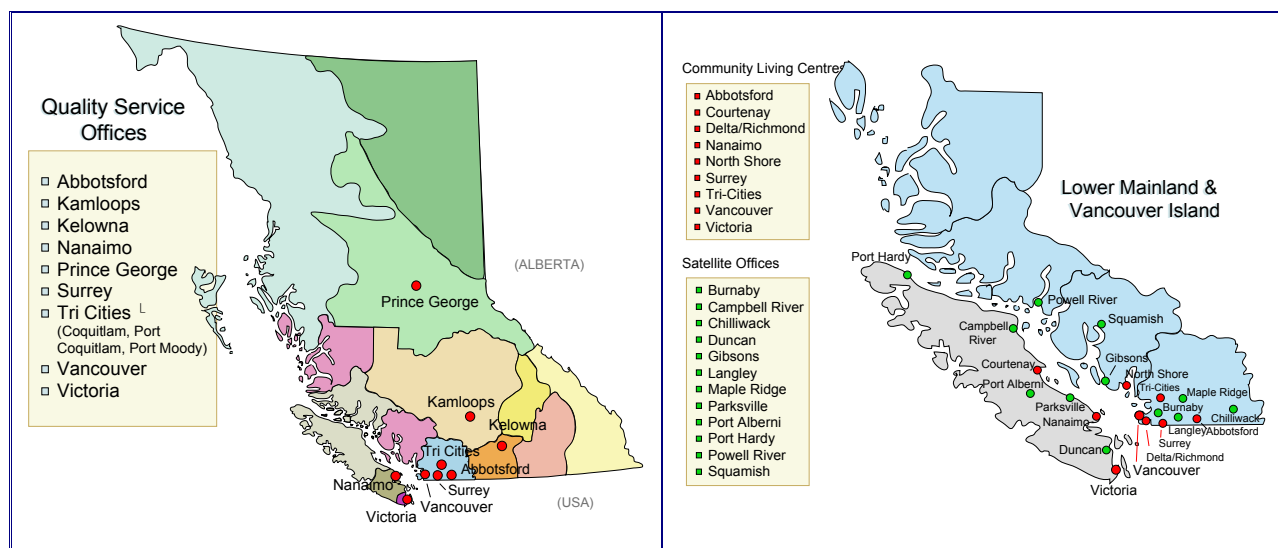 Quality Service
Offices
Abbotsford
Kamloops
Kelowna
Nanaimo
Prince George
Surrey
Tri Cities └
(Coquitlam, Port
Coquitlam, Port Moody)
Vancouver
Victoria
(ALBERTA)
Prince George
Kamloops
Kelowna
Tri Cities
Abbotsford
Nanaimo
Surrey
(USA)
Vancouver
Victoria
Community Living Centres
Abbotsford
Courtenay
Delta/Richmond
Nanaimo
North Shore
Surrey
Tri-Cities
Vancouver
Victoria
Satellite Offices
Burnaby
Campbell River
Chilliwack
Duncan
Gibsons
Langley
Maple Ridge
Parksville
Port Alberni
Port Hardy
Powell River
Squamish
Lower Mainland &
Vancouver Island
Port Hardy
Powell River
Squamish
Campbell
River
Gibsons
Courtenay
North Shore
Port Alberni
(Tri-Cities)
Maple Ridge
Parksville
Burnaby
Nanaimo
Chilliwack
Langley
Abbotsford
Surrey
Duncan
Delta/Richmond
Vancouver
Victoria